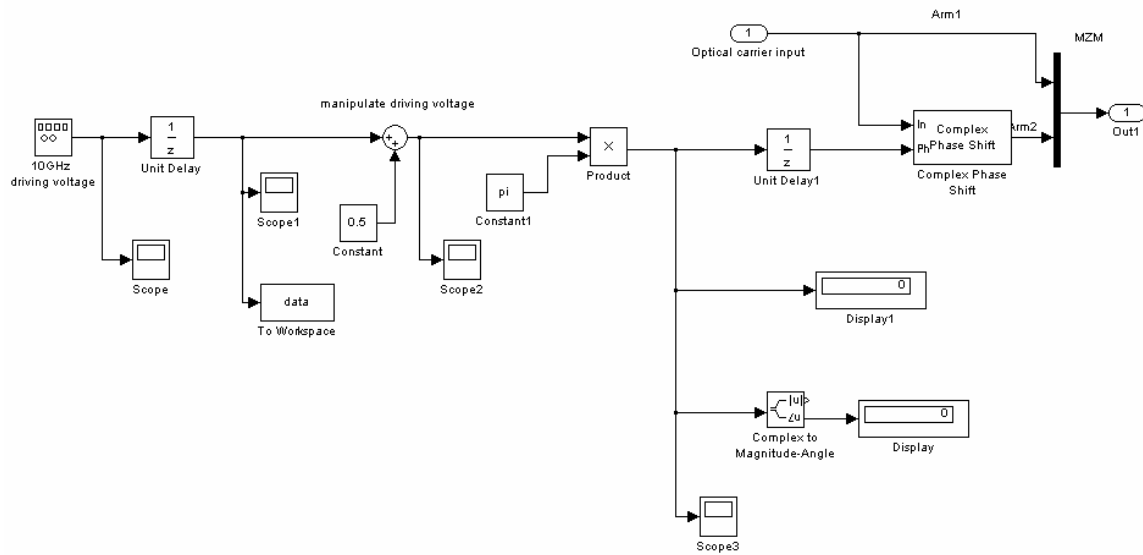 Arm1
1
MZM
Optical carrier input
manipulate driving voltage
1
z
10GHz
driving voltage
Unit Delay
+
+
×
Product
1
z
Unit Delay1
In
Ph
Complex
Phase Shift
Arm2
Complex Phase
Shift
1
Out1
Scope1
0.5
Constant
pi
Constant1
Scope
Scope2
data
To Workspace
0
Display1
|u|
∠u
Complex to
Magnitude-Angle
0
Display
Scope3